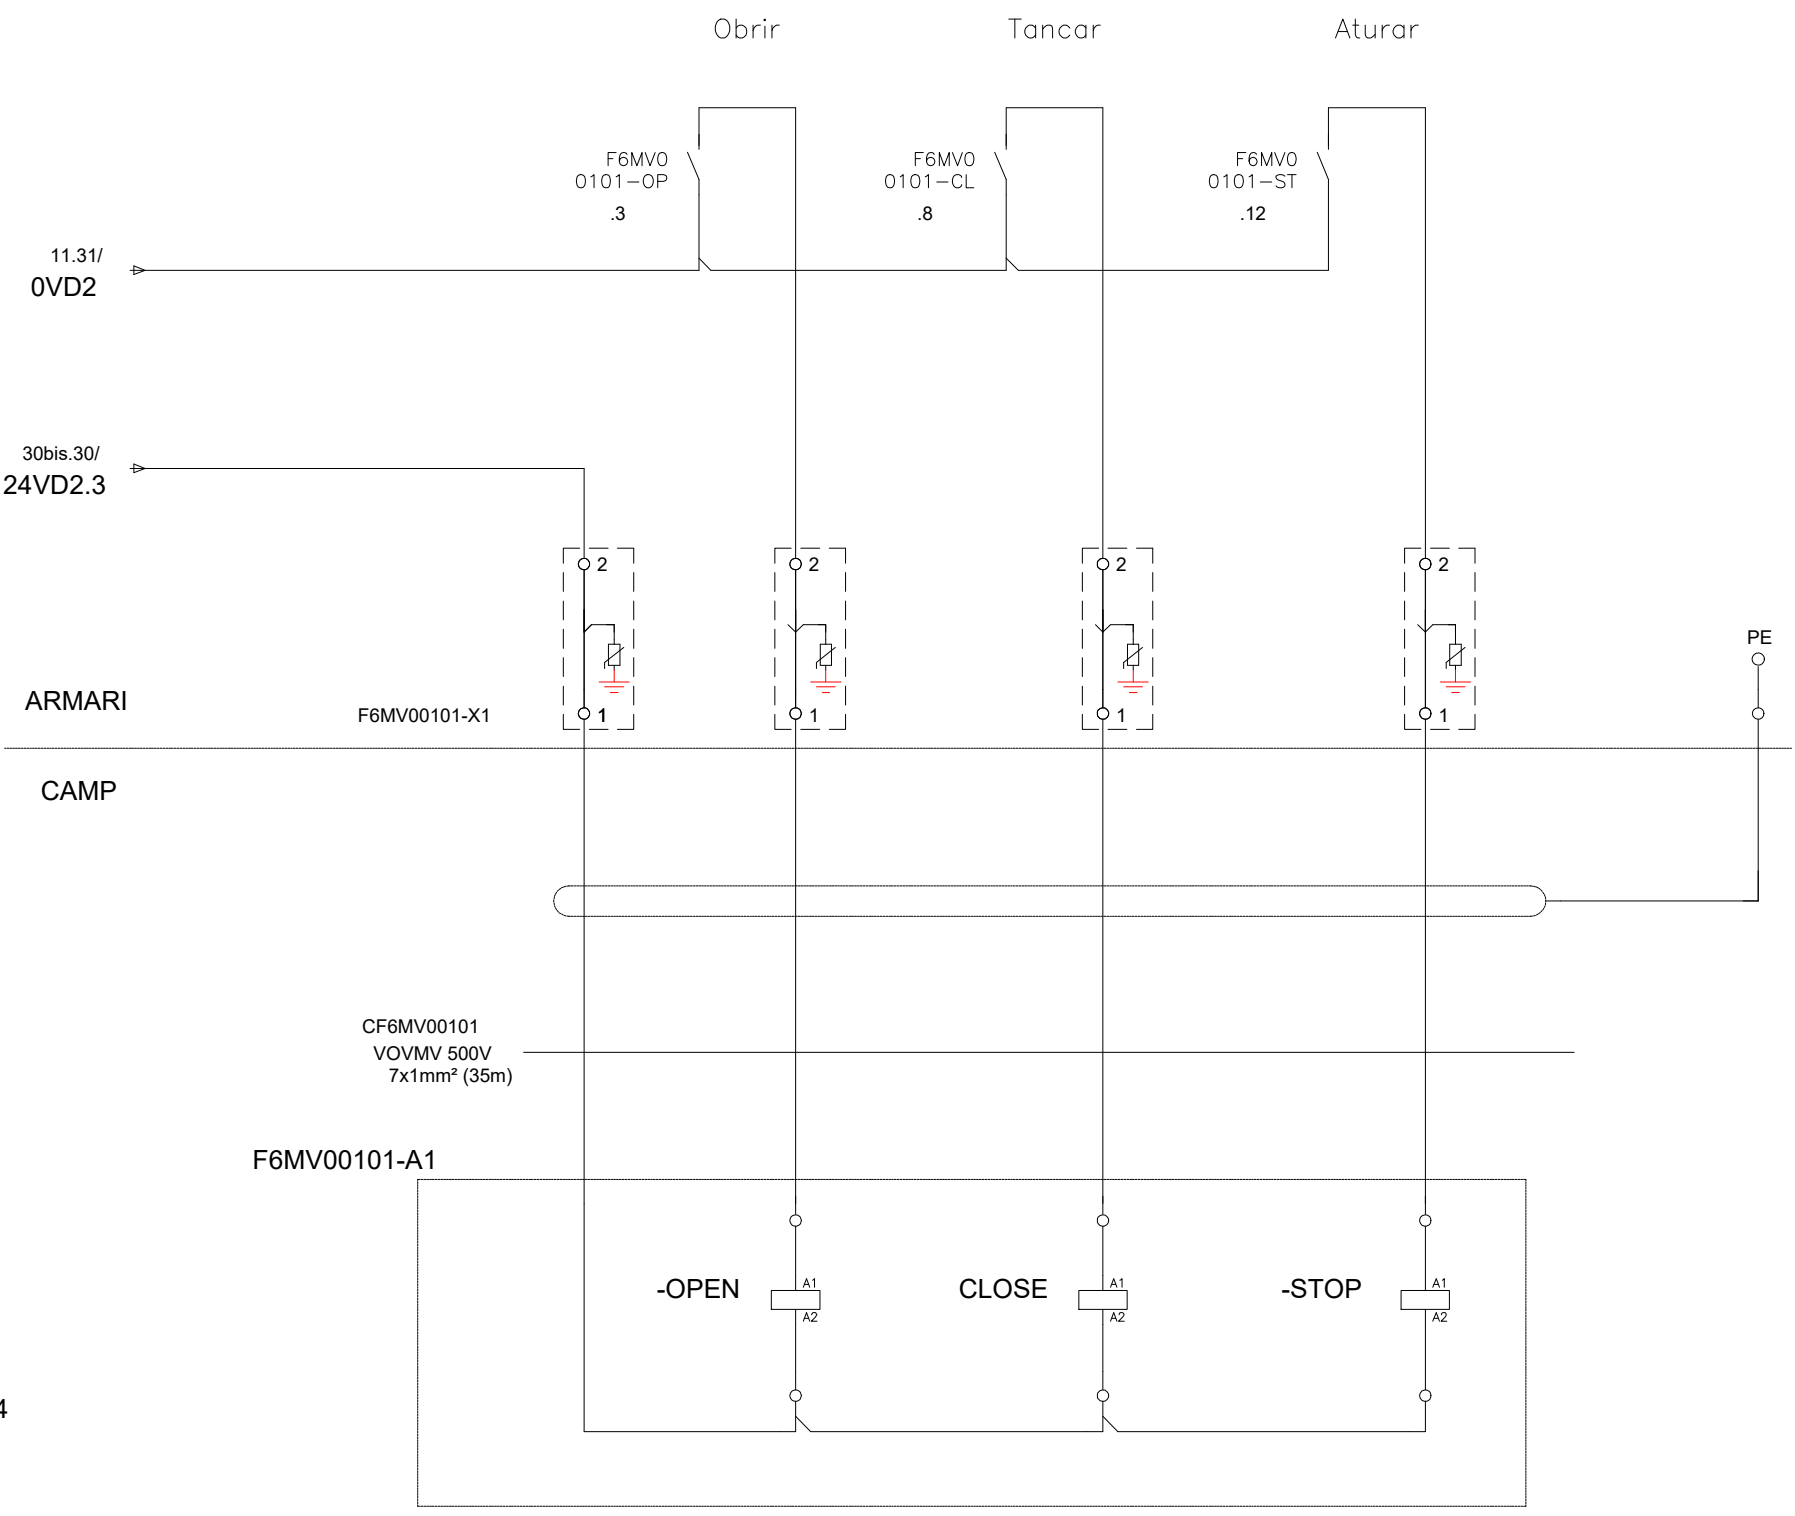 Obrir
Tancar
Aturar
F6MV0
0101-OP
.3
F6MV0
0101-CL
.8
F6MV0
0101-ST
.12
11.31/
0VD2
30bis.30/
24VD2.3
2
2
2
2
PE
ARMARI
F6MV00101-X1
1
1
1
1
CAMP
CF6MV00101
VOVMV 500V
7x1mm² (35m)
F6MV00101-A1
-OPEN
A1
A2
CLOSE
A1
A2
-STOP
A1
A2
4